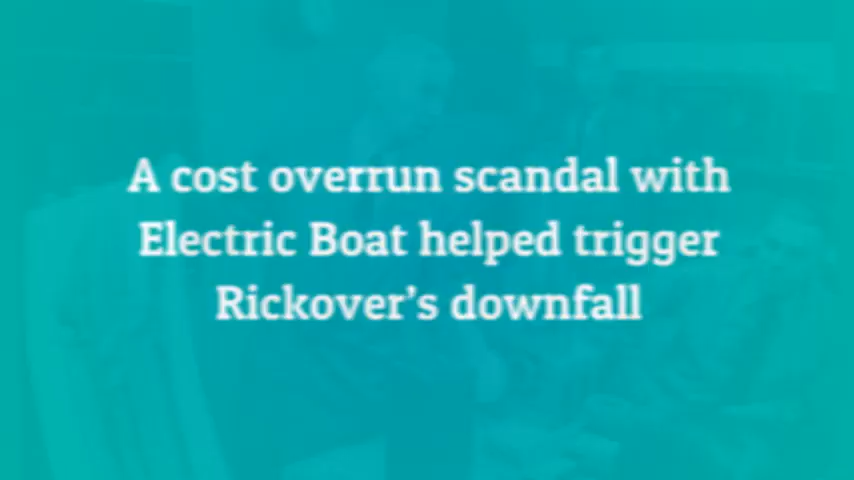 A cost overrun scandal with
Electric Boat helped trigger
Rickover’s downfall